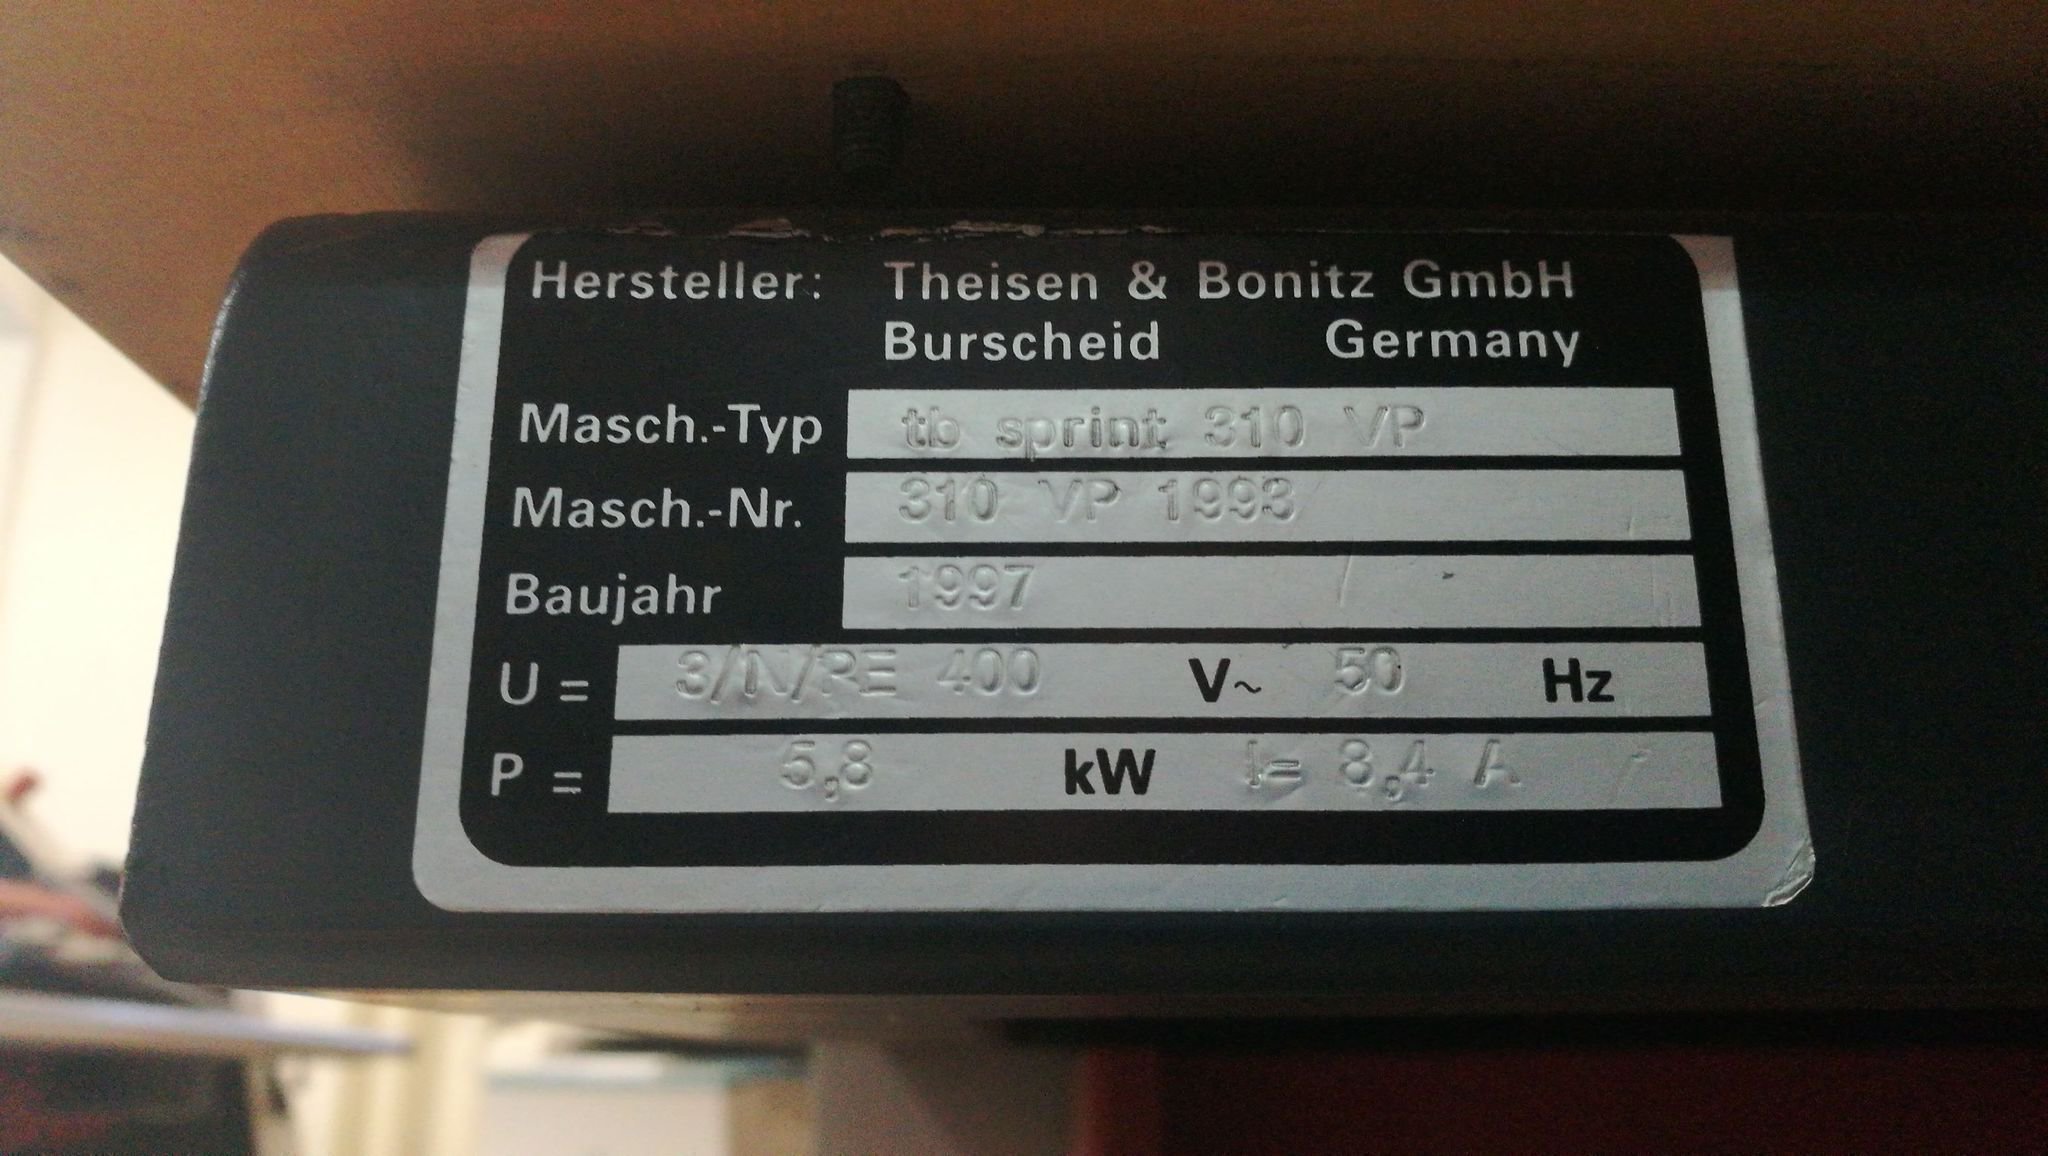 Hersteller: Theisen & Bonitz GmbH
Burscheid Germany
Masch.-Typ tb sprint 310 VP
Masch.-Nr. 310 VP 1993
Baujahr 1997
U = 3/N/PE 400 V~ 50 Hz
P = 5,8 kW I= 8,4 A